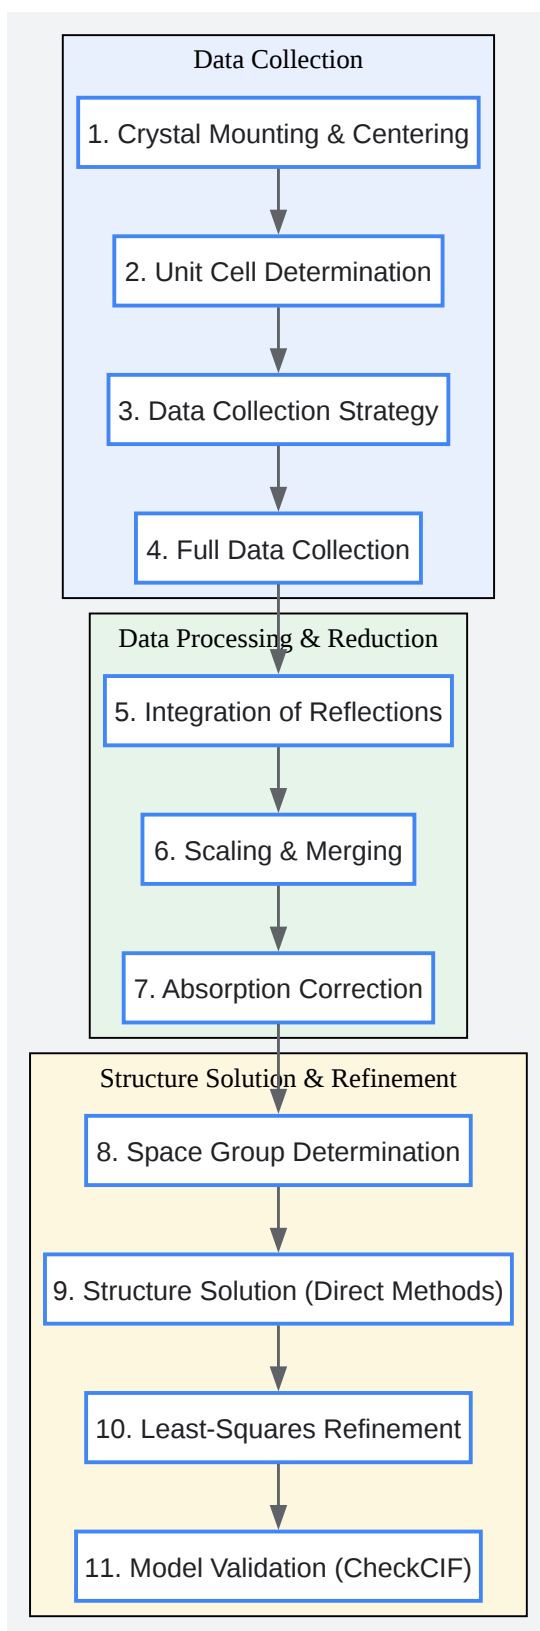 Data Collection
1. Crystal Mounting & Centering
2. Unit Cell Determination
3. Data Collection Strategy
4. Full Data Collection
Data Processing & Reduction
5. Integration of Reflections
6. Scaling & Merging
7. Absorption Correction
Structure Solution & Refinement
8. Space Group Determination
9. Structure Solution (Direct Methods)
10. Least-Squares Refinement
11. Model Validation (CheckCIF)